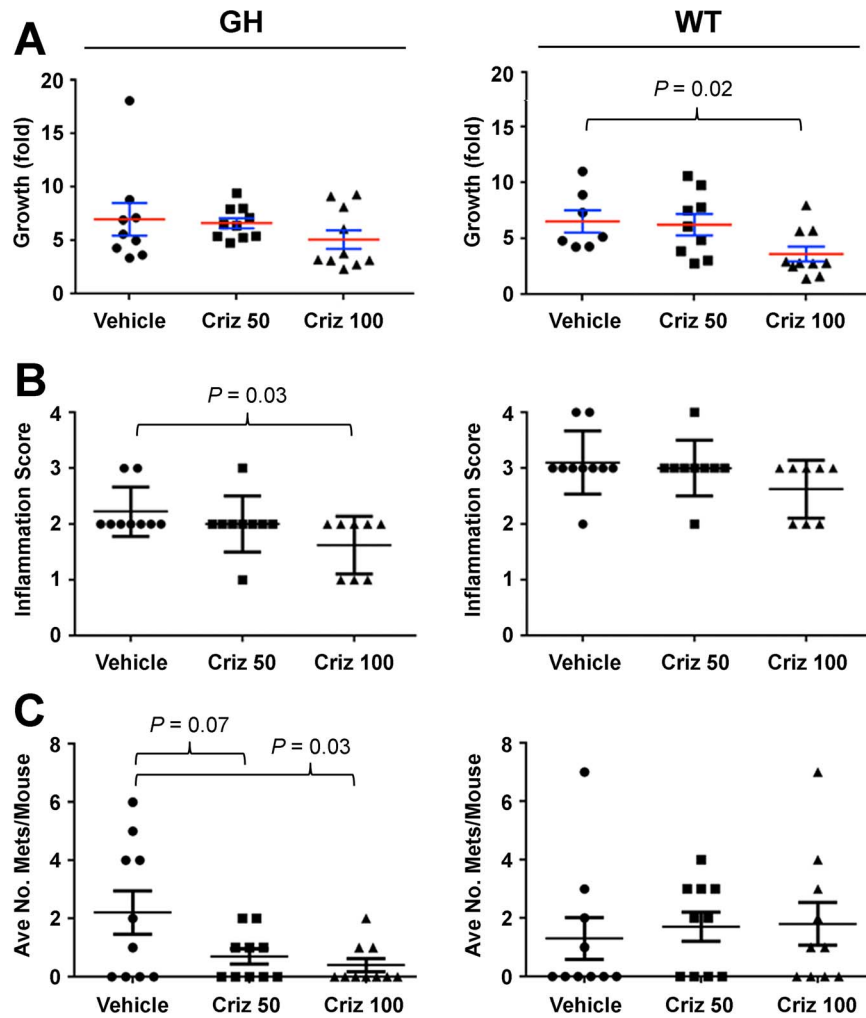 GH
WT
A
Growth (fold)
20
15
10
5
0
Vehicle
Criz 50
Criz 100
Growth (fold)
20
15
10
5
0
P = 0.02
Vehicle
Criz 50
Criz 100
B
Inflammation Score
4
3
2
1
0
P = 0.03
Vehicle
Criz 50
Criz 100
Inflammation Score
4
3
2
1
0
Vehicle
Criz 50
Criz 100
C
Ave No. Mets/Mouse
8
6
4
2
0
P = 0.07
P = 0.03
Vehicle
Criz 50
Criz 100
Ave No. Mets/Mouse
8
6
4
2
0
Vehicle
Criz 50
Criz 100